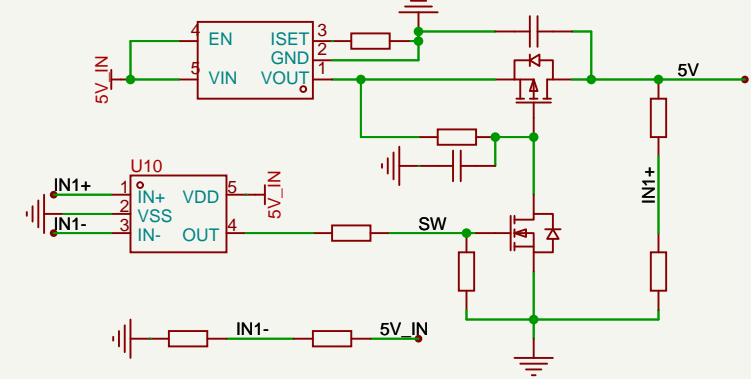 4 EN ISET 3
GND 2
5 VIN VOUT 1
5V_IN
5V
U10
IN1+ 1 IN+ VDD 5
5V_IN
2 VSS
IN1- 3 IN- OUT 4
SW
IN1+
IN1- 5V_IN